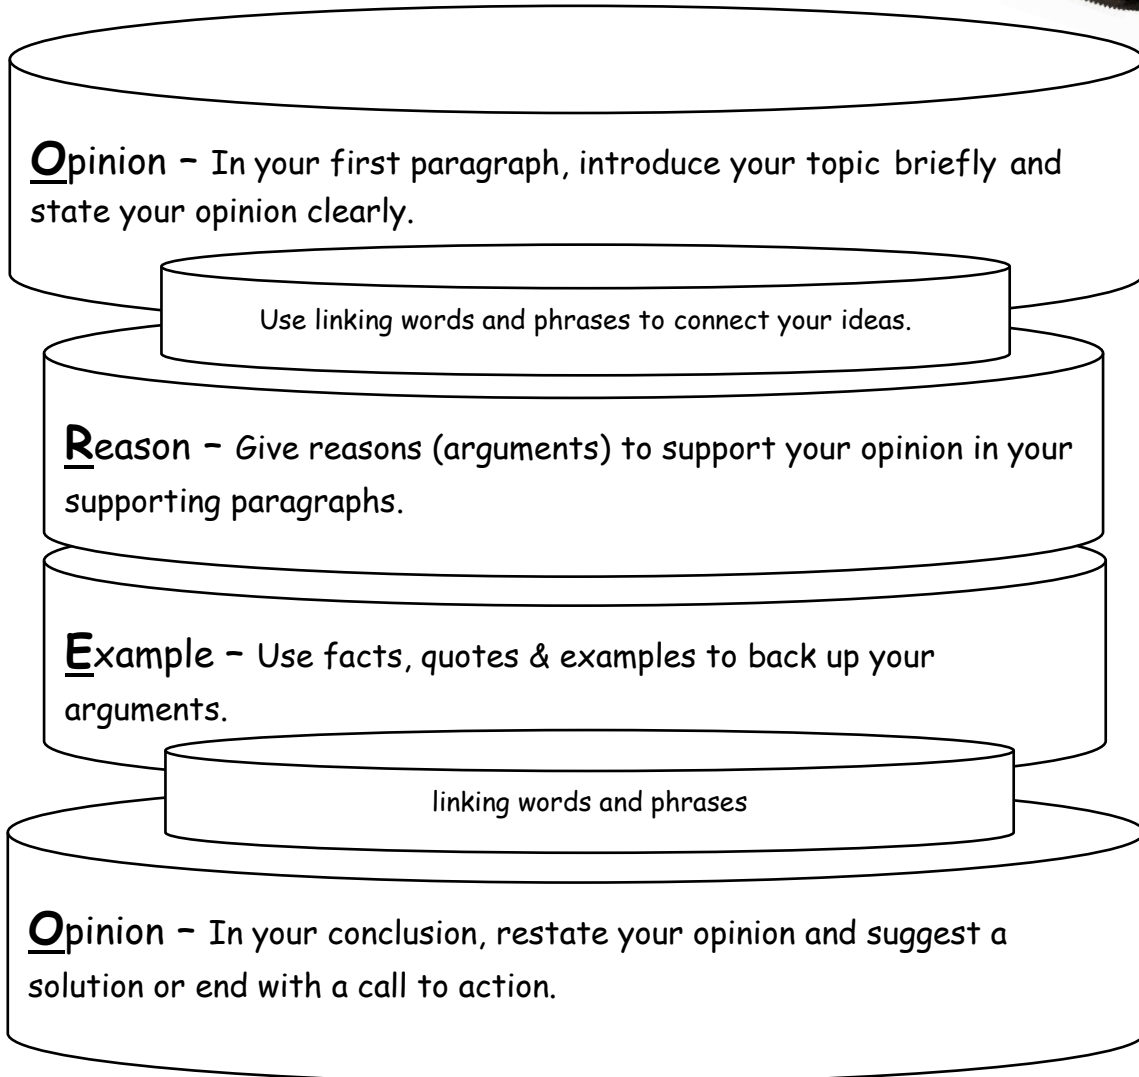 Opinion – In your first paragraph, introduce your topic briefly and
state your opinion clearly.
Use linking words and phrases to connect your ideas.
Reason – Give reasons (arguments) to support your opinion in your
supporting paragraphs.
Example – Use facts, quotes & examples to back up your
arguments.
linking words and phrases
Opinion – In your conclusion, restate your opinion and suggest a
solution or end with a call to action.